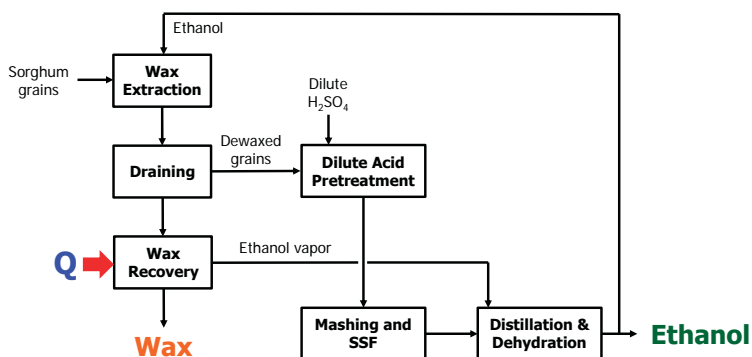 Ethanol
Sorghum
grains
Wax
Extraction
Dilute
H₂SO₄
Draining
Dewaxed
grains
Dilute Acid
Pretreatment
Q
Wax
Recovery
Ethanol vapor
Wax
Mashing and
SSF
Distillation &
Dehydration
Ethanol